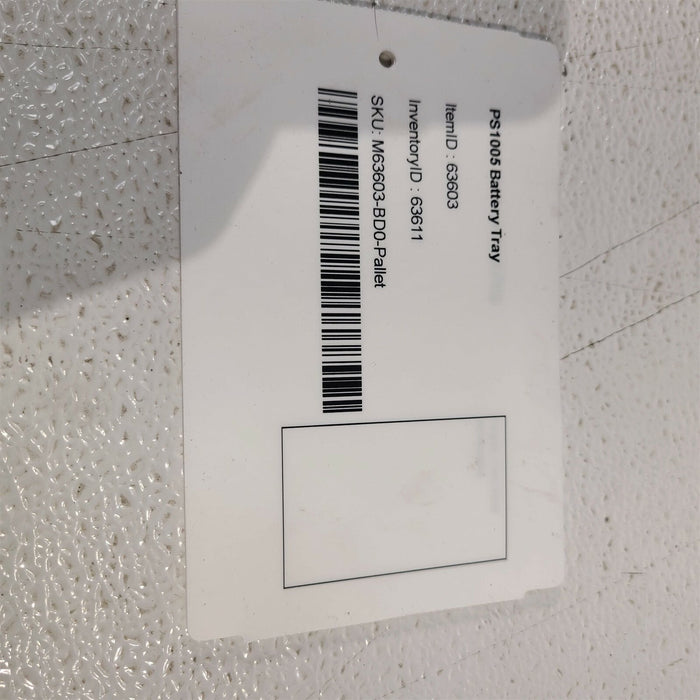 PS1005 Battery Tray
ItemID : 63603
InventoryID : 63611
SKU: M63603-BD0-Pallet